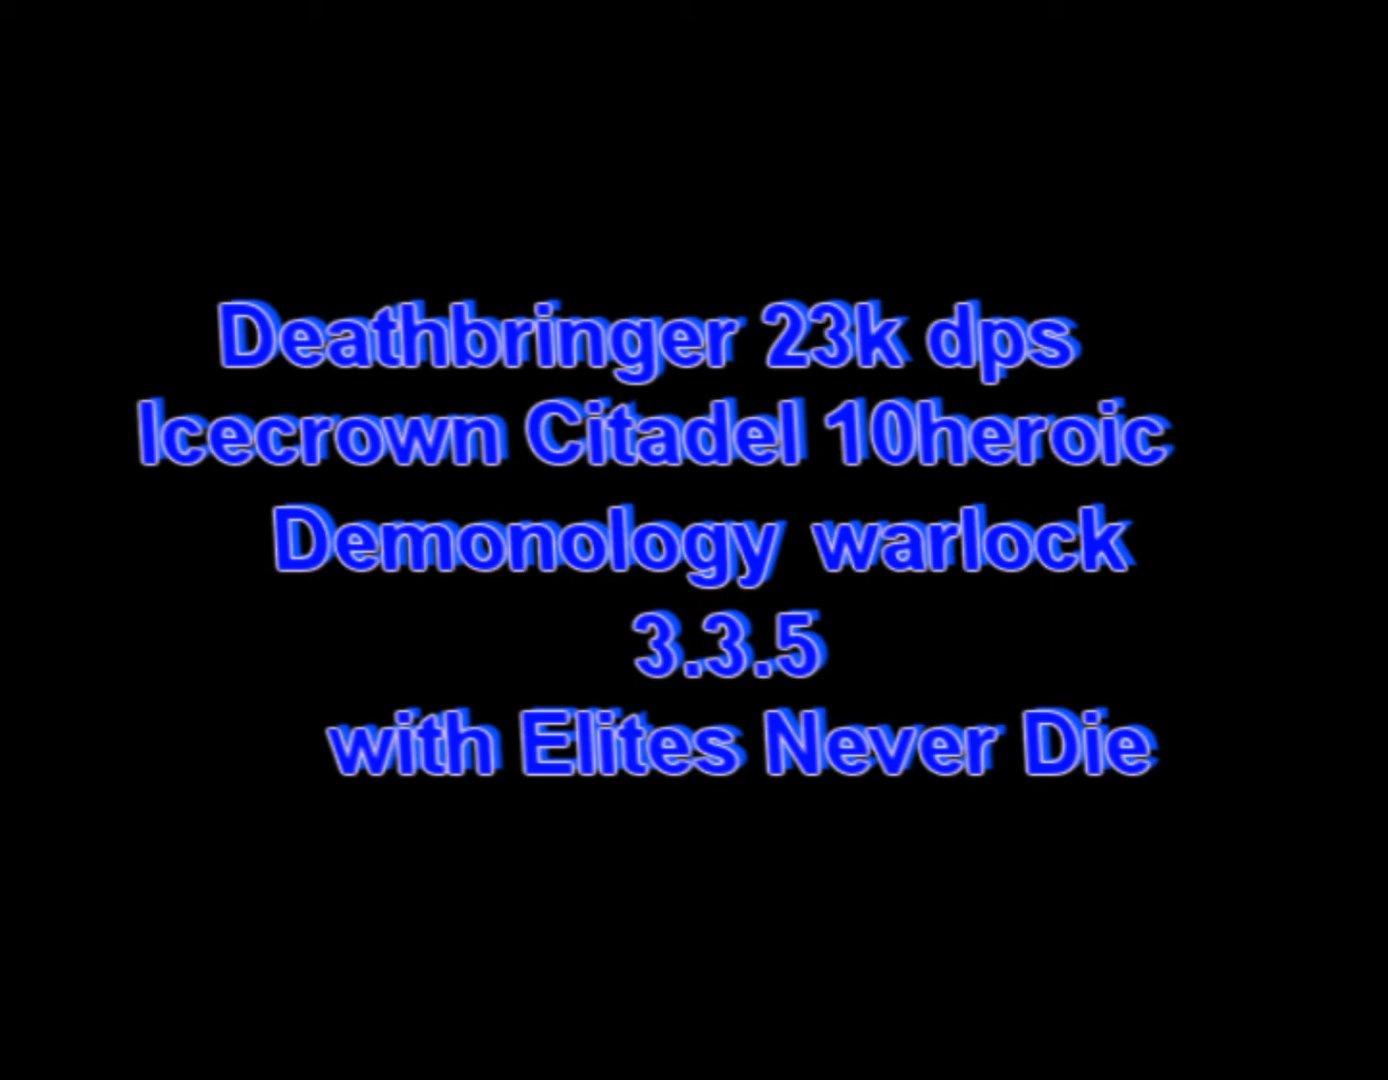 Deathbringer 23k dps
Icecrown Citadel 10heroic
Demonology warlock
3.3.5
with Elites Never Die